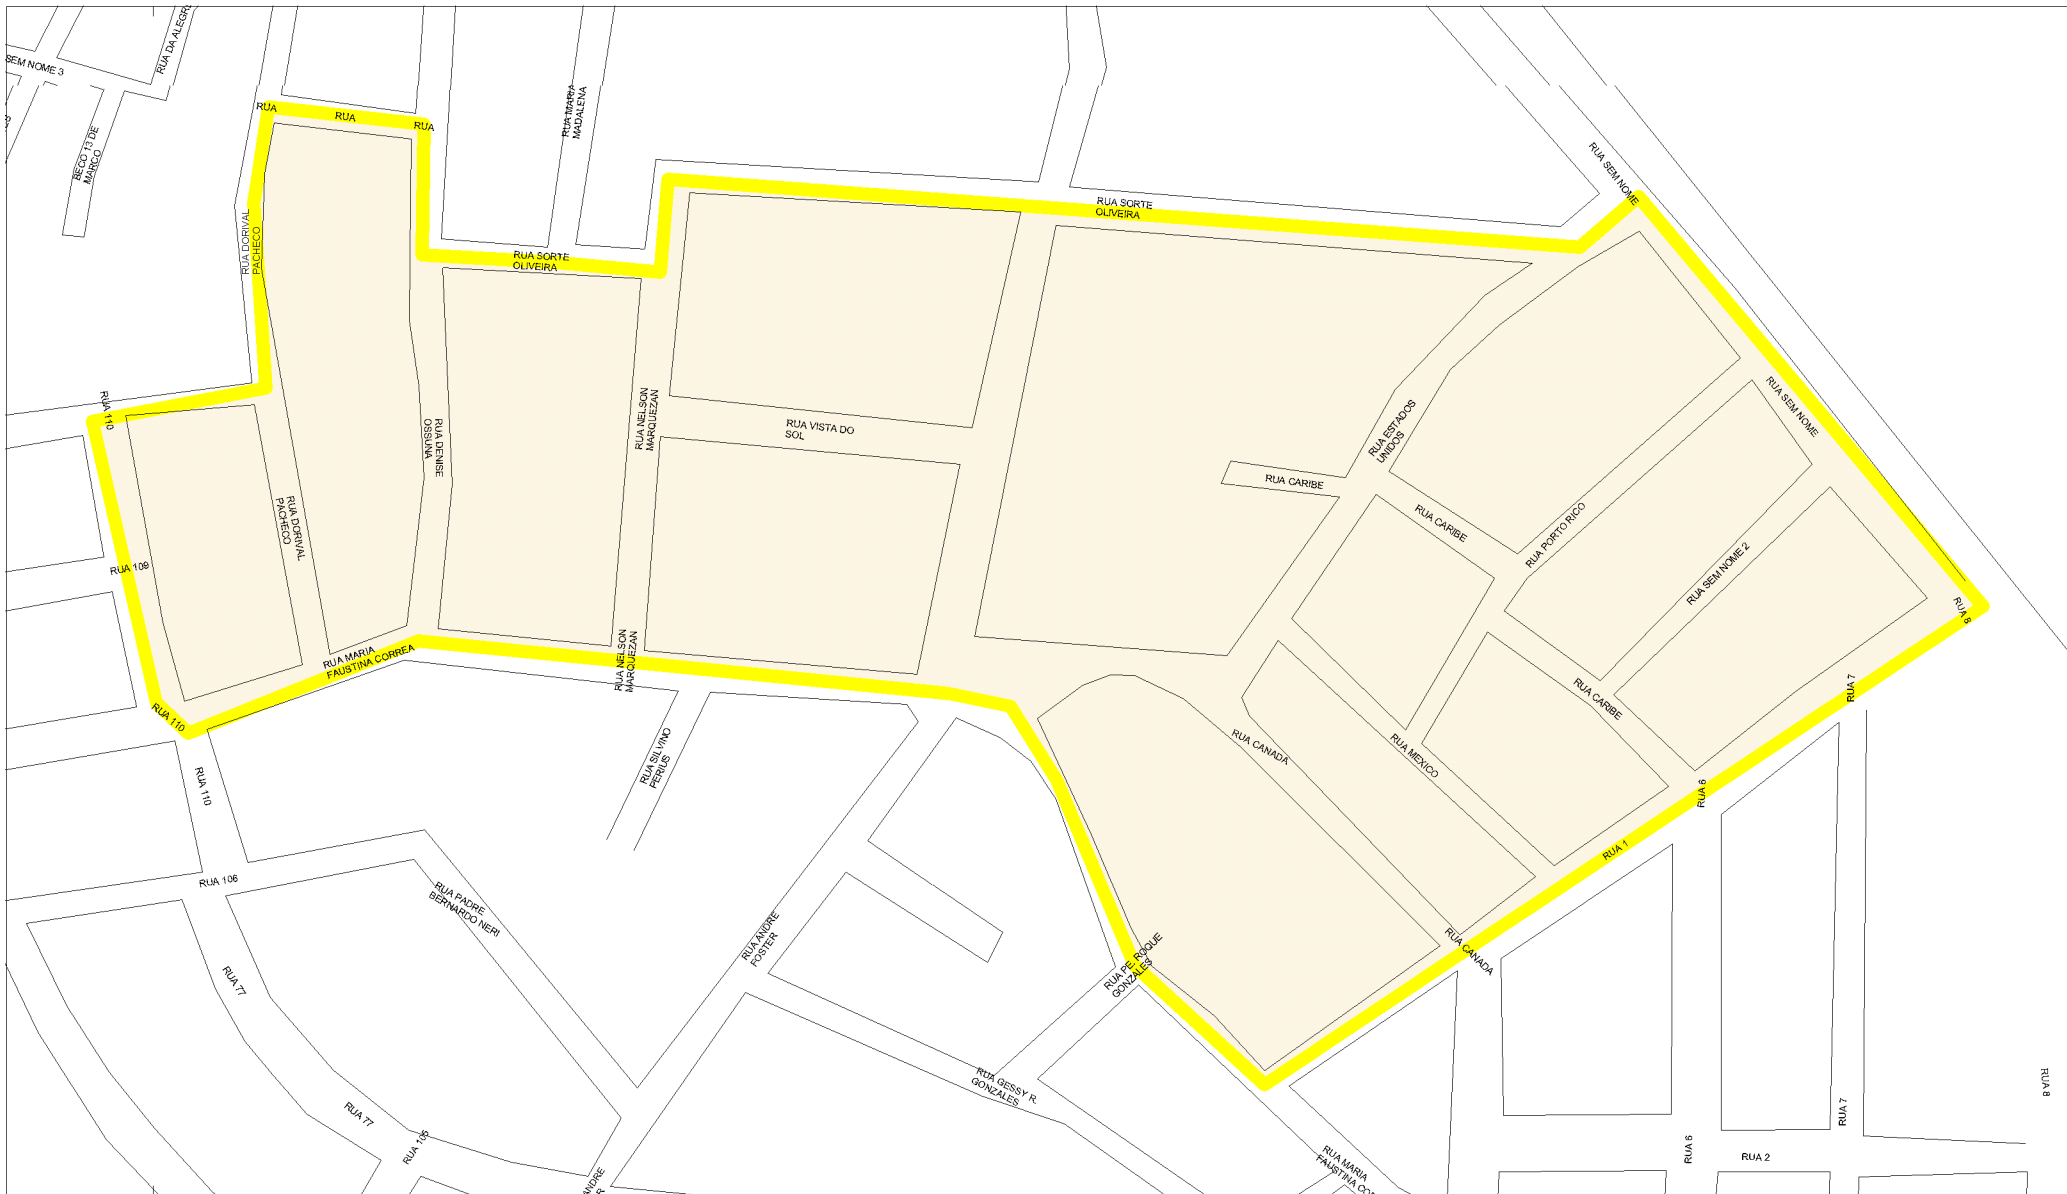 RUA DA ALEGRI
SEM NOME 3
RUA
RUA
RUA
RUA MARIA
MADALENA
BECO 13 DE
MARCO
RUA SEM NOME
RUA SORTE
OLIVEIRA
RUA DORIVAL
PACHECO
RUA SORTE
OLIVEIRA
RUA 110
RUA NELSON
MARQUEZAN
RUA VISTA DO
SOL
RUA DENISE
OSSUNA
RUA ESTADOS
UNIDOS
RUA SEM NOME
RUA CARIBE
RUA CARIBE
RUA PORTO RICO
RUA DORIVAL
PACHECO
RUA 109
RUA SEM NOME 2
RUA 8
RUA MARIA
FAUSTINA CORREA
RUA NELSON
MARQUEZAN
RUA 7
RUA CARIBE
RUA 110
RUA CANADA
RUA MEXICO
RUA SILVINO
PERIUS
RUA 110
RUA 6
RUA 1
RUA 106
RUA PADRE
BERNARDO NERI
RUA ANDRE
FOSTER
RUA PE. ROQUE
GONZALES
RUA CANADA
RUA 77
RUA GESSY R.
GONZALES
RUA 8
RUA 77
RUA 7
RUA 105
RUA 6
RUA 2
RUA MARIA
FAUSTINA COR
ANDRE